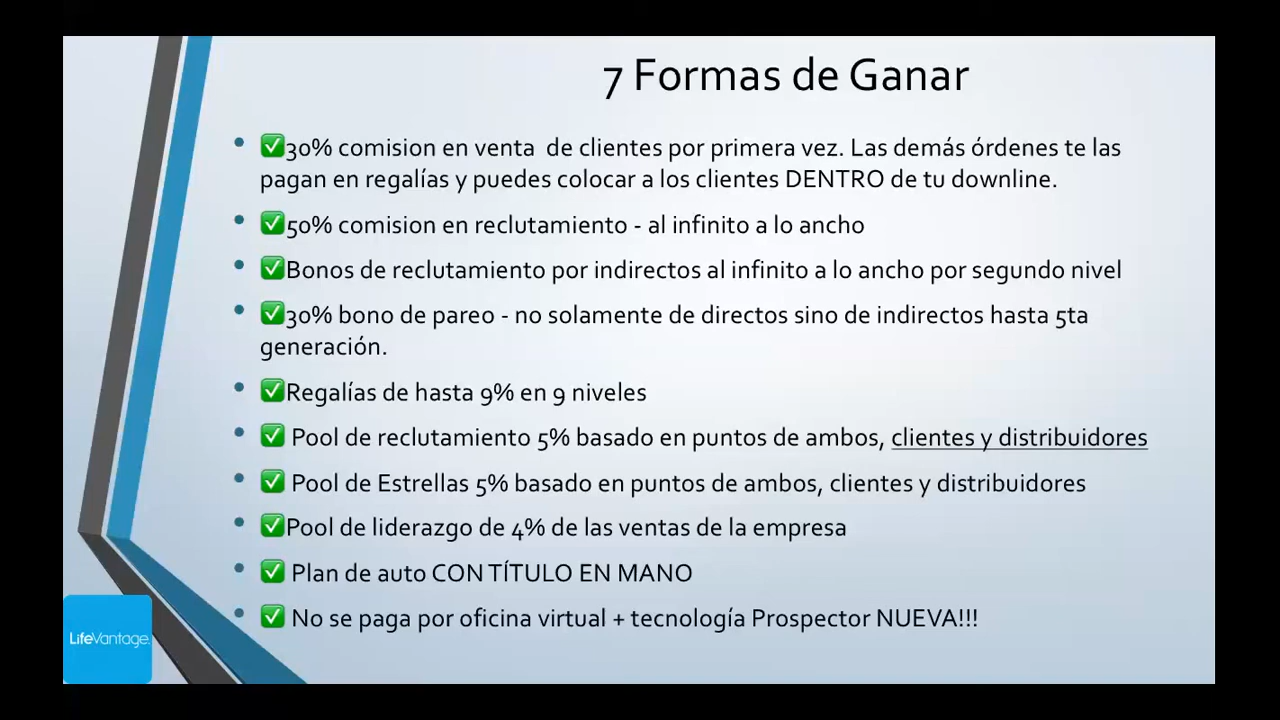 7 Formas de Ganar
• ✅30% comision en venta de clientes por primera vez. Las demás órdenes te las
pagan en regalías y puedes colocar a los clientes DENTRO de tu downline.
• ✅50% comision en reclutamiento - al infinito a lo ancho
• ✅Bonos de reclutamiento por indirectos al infinito a lo ancho por segundo nivel
• ✅30% bono de pareo - no solamente de directos sino de indirectos hasta 5ta
generación.
• ✅Regalías de hasta 9% en 9 niveles
• ✅ Pool de reclutamiento 5% basado en puntos de ambos, clientes y distribuidores
• ✅ Pool de Estrellas 5% basado en puntos de ambos, clientes y distribuidores
• ✅Pool de liderazgo de 4% de las ventas de la empresa
• ✅ Plan de auto CON TÍTULO EN MANO
• ✅ No se paga por oficina virtual + tecnología Prospector NUEVA!!!
LifeVantage.